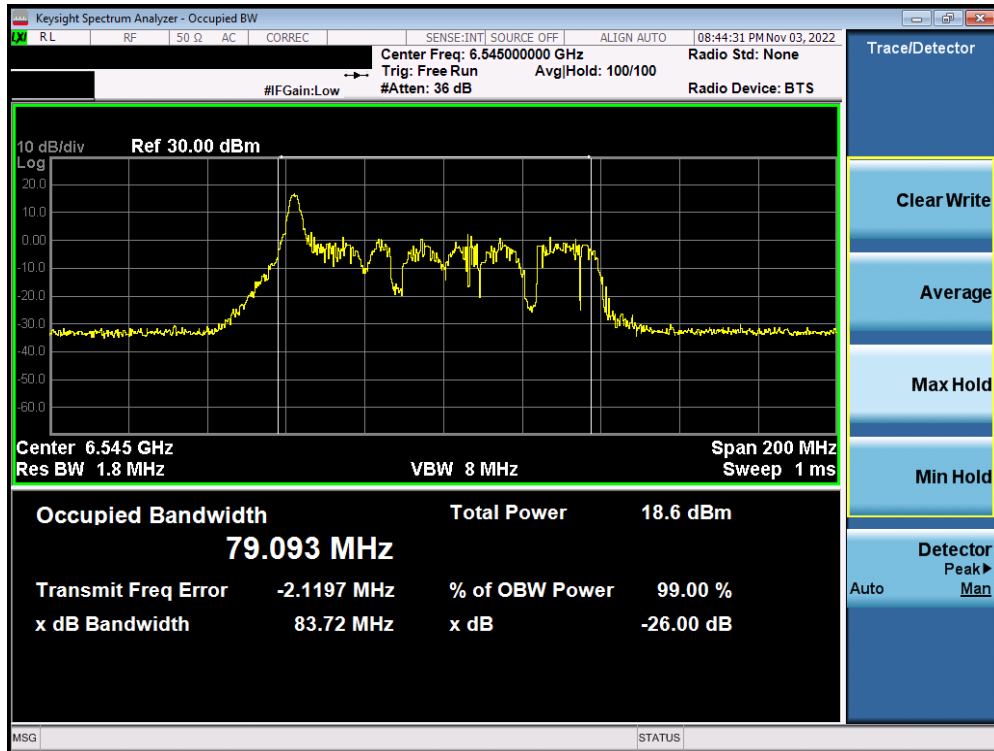 Keysight Spectrum Analyzer - Occupied BW
LXI RL RF 50 Ω AC CORREC SENSE:INT SOURCE OFF ALIGN AUTO 08:44:31 PM Nov 03, 2022
Center Freq: 6.545000000 GHz Radio Std: None
Trig: Free Run Avg|Hold: 100/100
#IFGain:Low #Atten: 36 dB Radio Device: BTS
Trace/Detector
10 dB/div Ref 30.00 dBm
Log
20.0
10.0
0.00
-10.0
-20.0
-30.0
-40.0
-50.0
-60.0
Center 6.545 GHz Span 200 MHz
Res BW 1.8 MHz VBW 8 MHz Sweep 1 ms
Occupied Bandwidth Total Power 18.6 dBm
79.093 MHz
Transmit Freq Error -2.1197 MHz % of OBW Power 99.00 %
x dB Bandwidth 83.72 MHz x dB -26.00 dB
Clear Write
Average
Max Hold
Min Hold
Detector
Peak▶
Auto Man
MSG STATUS